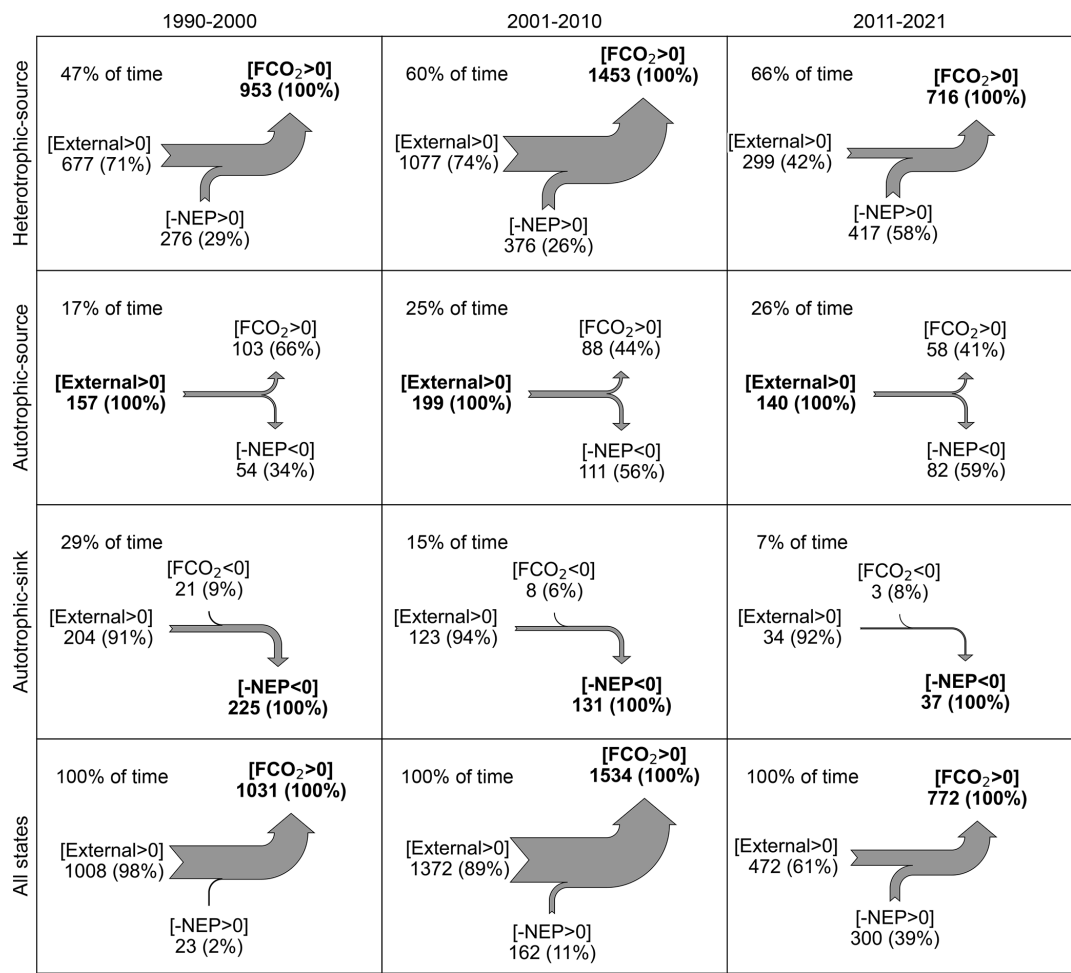 1990-2000
2001-2010
2011-2021
Heterotrophic-source
47% of time
[FCO₂>0]
953 (100%)
[External>0]
677 (71%)
[-NEP>0]
276 (29%)
60% of time
[FCO₂>0]
1453 (100%)
[External>0]
1077 (74%)
[-NEP>0]
376 (26%)
66% of time
[FCO₂>0]
716 (100%)
[External>0]
299 (42%)
[-NEP>0]
417 (58%)
Autotrophic-source
17% of time
[FCO₂>0]
103 (66%)
[External>0]
157 (100%)
[-NEP<0]
54 (34%)
25% of time
[FCO₂>0]
88 (44%)
[External>0]
199 (100%)
[-NEP<0]
111 (56%)
26% of time
[FCO₂>0]
58 (41%)
[External>0]
140 (100%)
[-NEP<0]
82 (59%)
Autotrophic-sink
29% of time
[FCO₂<0]
21 (9%)
[External>0]
204 (91%)
[-NEP<0]
225 (100%)
15% of time
[FCO₂<0]
8 (6%)
[External>0]
123 (94%)
[-NEP<0]
131 (100%)
7% of time
[FCO₂<0]
3 (8%)
[External>0]
34 (92%)
[-NEP<0]
37 (100%)
All states
100% of time
[FCO₂>0]
1031 (100%)
[External>0]
1008 (98%)
[-NEP>0]
23 (2%)
100% of time
[FCO₂>0]
1534 (100%)
[External>0]
1372 (89%)
[-NEP>0]
162 (11%)
100% of time
[FCO₂>0]
772 (100%)
[External>0]
472 (61%)
[-NEP>0]
300 (39%)